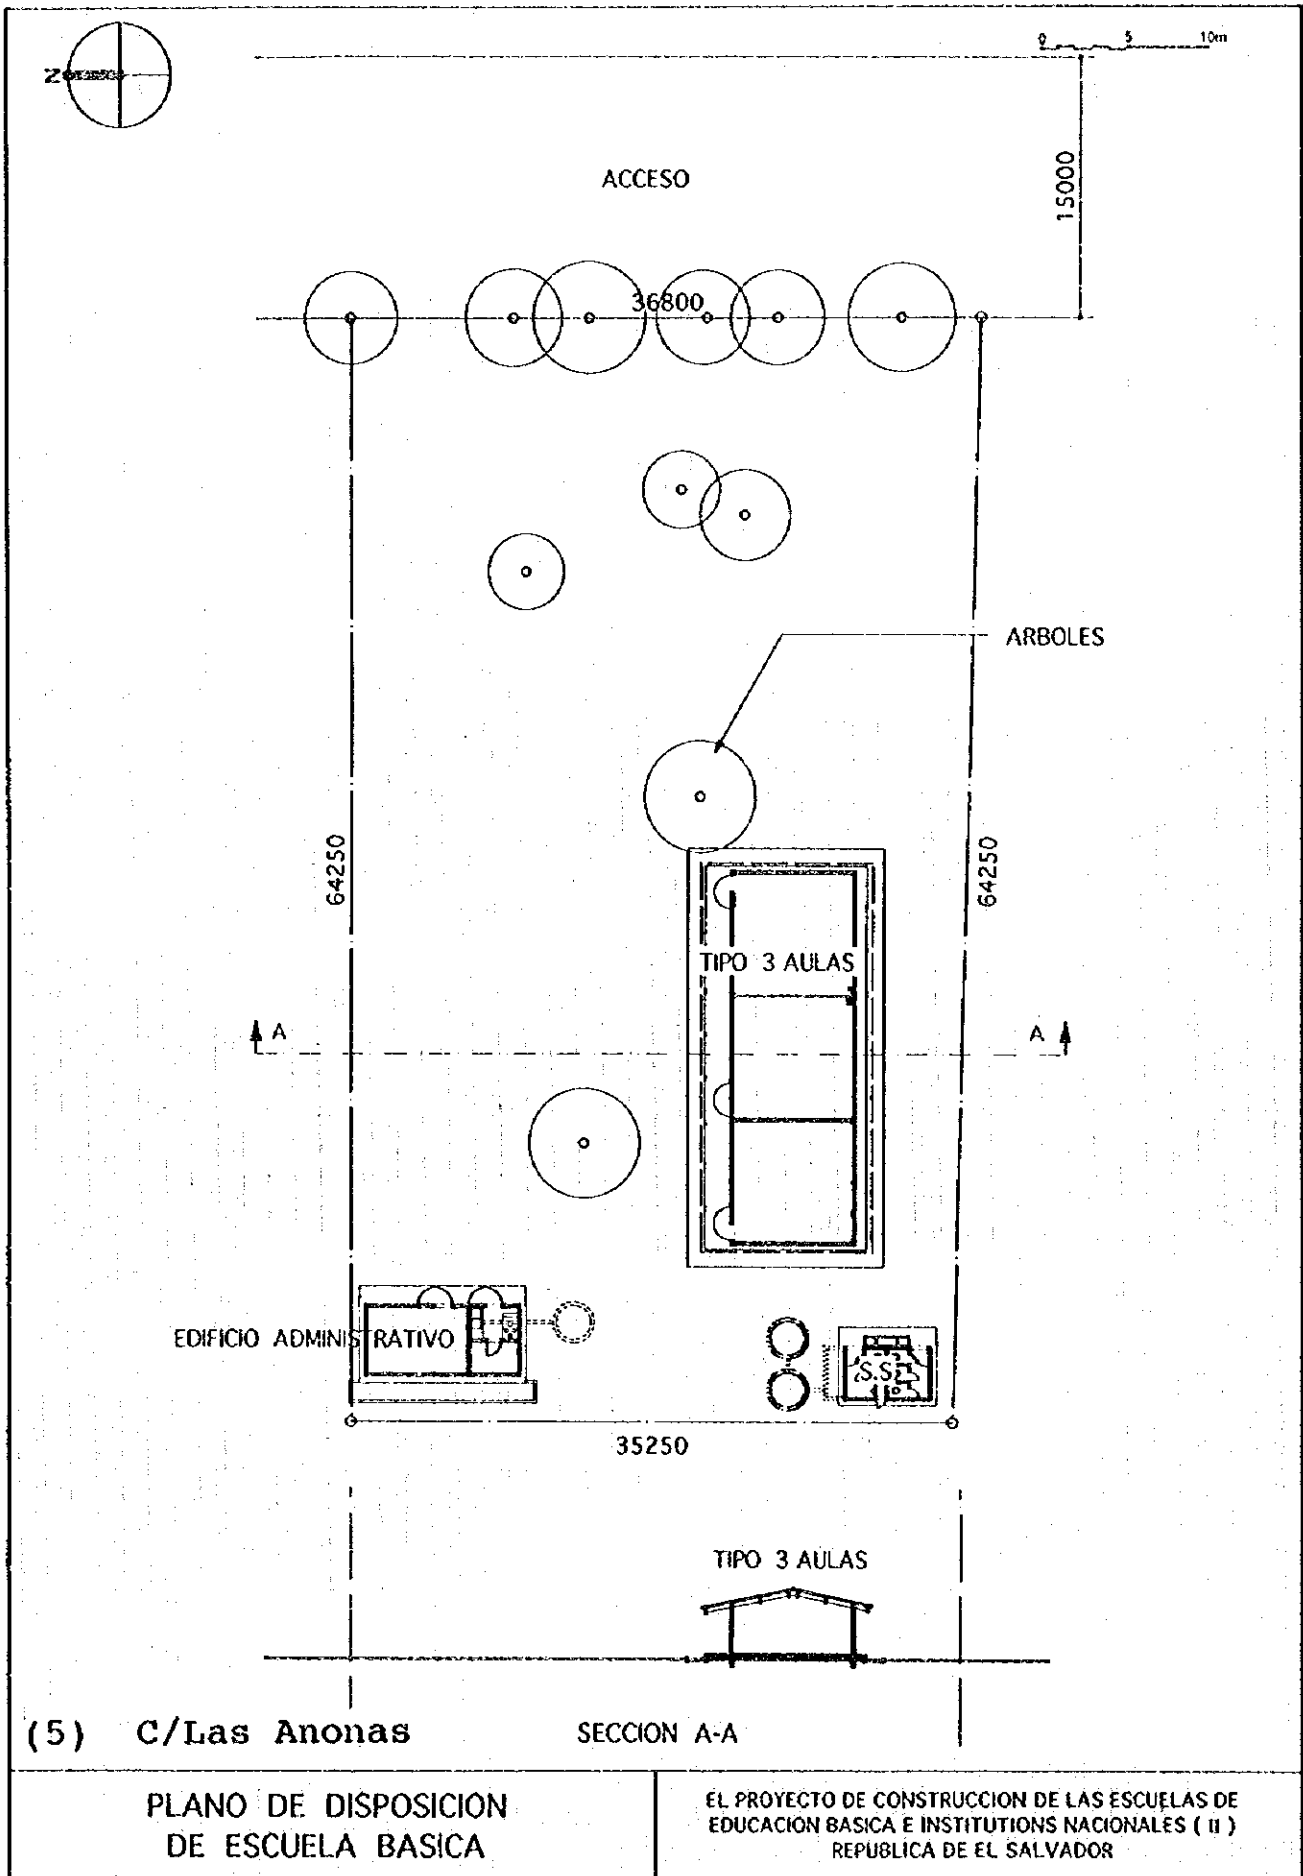 0 5 10m
Z
ACCESO
15000
36800
ARBOLES
64250
64250
TIPO 3 AULAS
A
A
EDIFICIO ADMINISTRATIVO
S.S
35250
TIPO 3 AULAS
(5) C/Las Anonas
SECCION A-A
PLANO DE DISPOSICION
DE ESCUELA BASICA
EL PROYECTO DE CONSTRUCCION DE LAS ESCUELAS DE
EDUCACION BASICA E INSTITUTIONS NACIONALES ( II )
REPUBLICA DE EL SALVADOR